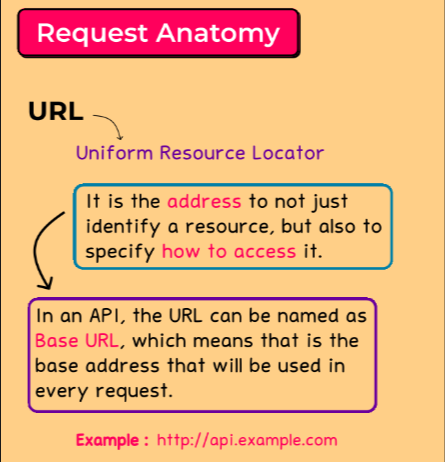 Request Anatomy
URL
Uniform Resource Locator
It is the address to not just
identify a resource, but also to
specify how to access it.
In an API, the URL can be named as
Base URL, which means that is the
base address that will be used in
every request.
Example : http://api.example.com